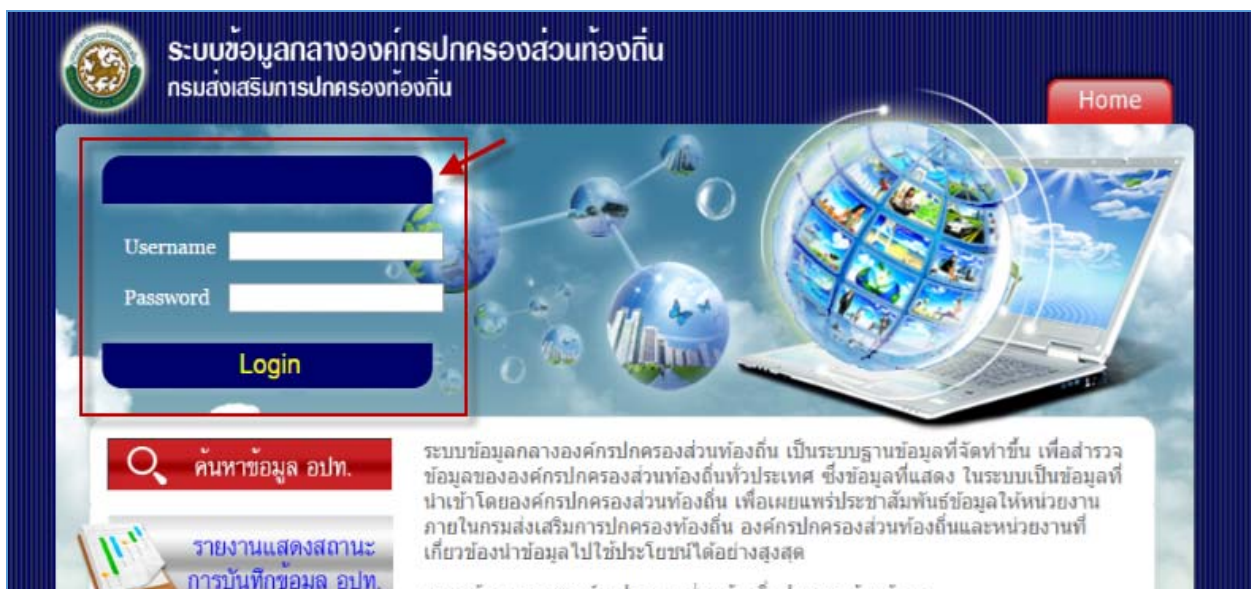 ระบบข้อมูลกลางองค์กรปกครองส่วนท้องถิ่น
กรมส่งเสริมการปกครองท้องถิ่น
Home
Username
Password
Login
ค้นหาข้อมูล อปท.
ระบบข้อมูลกลางองค์กรปกครองส่วนท้องถิ่น เป็นระบบฐานข้อมูลที่จัดทำขึ้น เพื่อสำรวจ
ข้อมูลขององค์กรปกครองส่วนท้องถิ่นทั่วประเทศ ซึ่งข้อมูลที่แสดง ในระบบเป็นข้อมูลที่
นำเข้าโดยองค์กรปกครองส่วนท้องถิ่น เพื่อเผยแพร่ประชาสัมพันธ์ข้อมูลให้หน่วยงาน
ภายในกรมส่งเสริมการปกครองท้องถิ่น องค์กรปกครองส่วนท้องถิ่นและหน่วยงานที่
เกี่ยวข้องนำข้อมูลไปใช้ประโยชน์ได้อย่างสูงสุด
รายงานแสดงสถานะ
การบันทึกข้อมูล อปท.